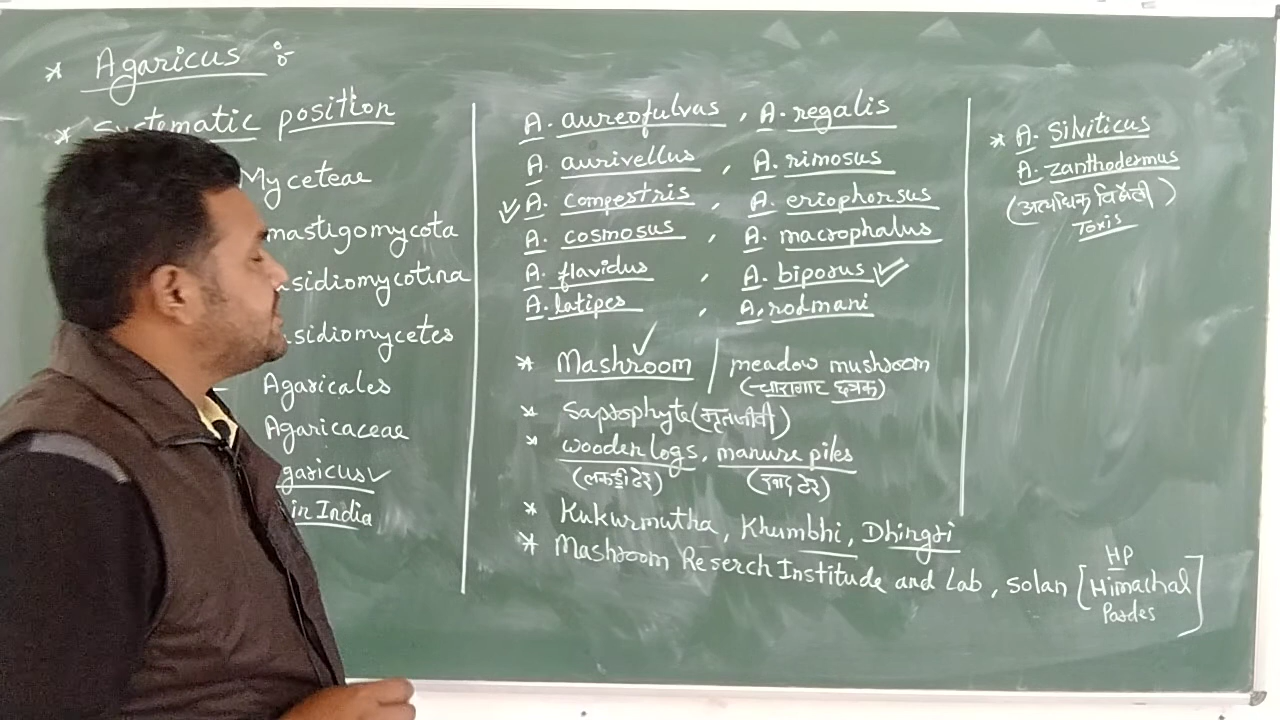 * Agaricus :-
* Systematic position
Myceteae
mastigomycota
sidiomycotina
sidiomycetes
- Agaricales
Agaricaceae
garicus ✓
in India
A. aureofulvas , A. regalis
A. aurivellus , A. rimosus
✓ A. compestris , A. eriophorsus
A. cosmosus , A. macrophalus
A. flavidus , A. biporus ✓
A. latipes , A. rodmani
* Mashroom ✓ / meadow mushroom
(चारागाह छत्रक)
* Saprophyte (मृतजीवी)
* wooden logs, manure piles
(लकड़ी ढेर) (खाद ढेर)
* Kukurmutha, Khumbhi, Dhingri
* Mashroom Reserch Institude and Lab, Solan [HP Himachal Pardes]
* A. Silviticus
A. zanthodermus
(अत्यधिक विषैली)
Toxis